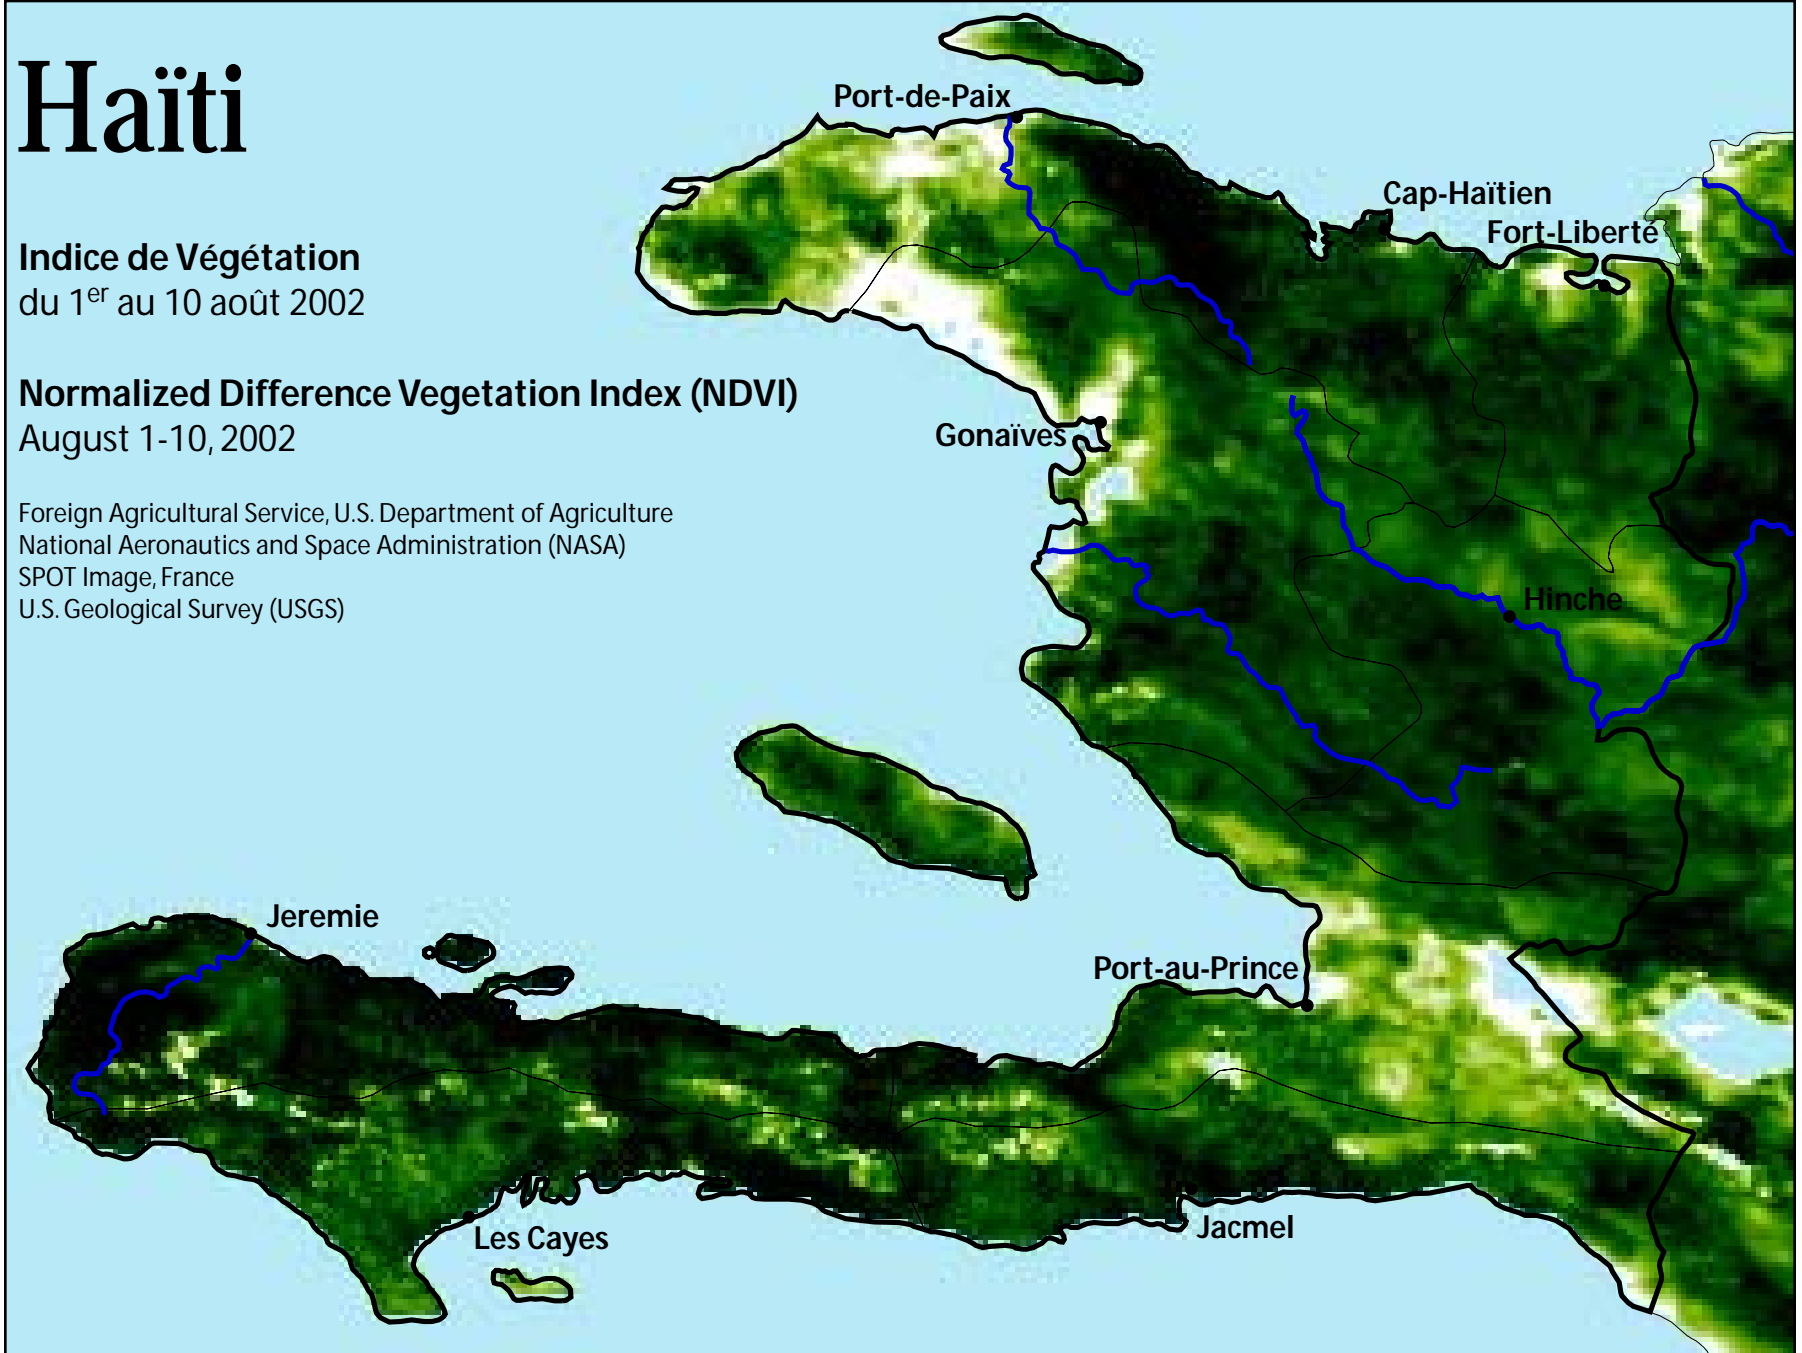 Haïti
Indice de Végétation
du 1er au 10 août 2002
Normalized Difference Vegetation Index (NDVI)
August 1-10, 2002
Foreign Agricultural Service, U.S. Department of Agriculture
National Aeronautics and Space Administration (NASA)
SPOT Image, France
U.S. Geological Survey (USGS)
Port-de-Paix
Cap-Haïtien
Fort-Liberté
Gonaïves
Hinche
Jeremie
Port-au-Prince
Les Cayes
Jacmel